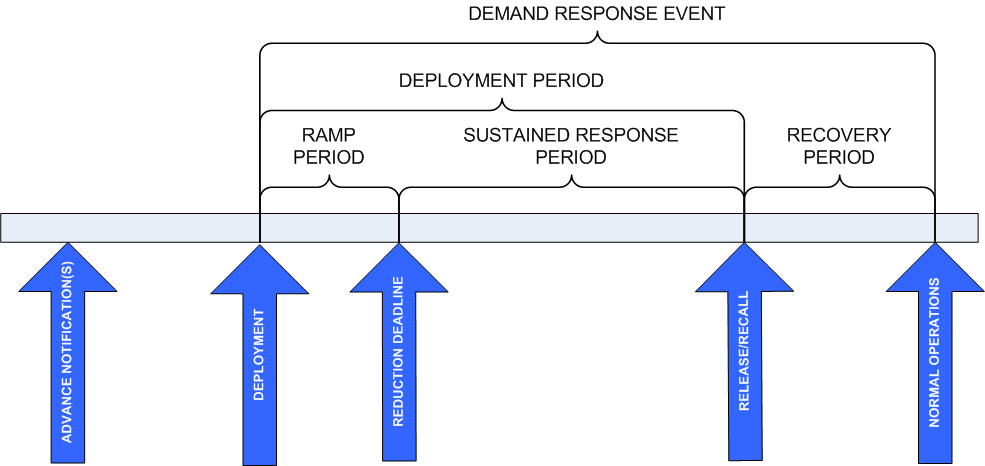 DEMAND RESPONSE EVENT
DEPLOYMENT PERIOD
RAMP
PERIOD
SUSTAINED RESPONSE
PERIOD
RECOVERY
PERIOD
ADVANCE NOTIFICATION(S)
DEPLOYMENT
REDUCTION DEADLINE
RELEASE/RECALL
NORMAL OPERATIONS